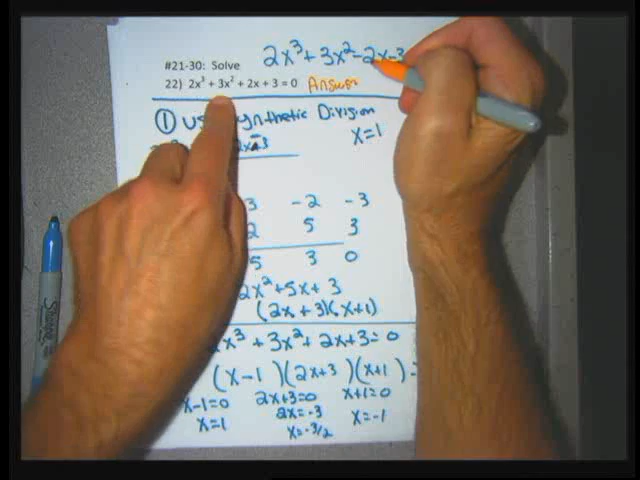 #21-30: Solve 2x³ + 3x² - 2x - 3
22) 2x³ + 3x² + 2x + 3 = 0 Answer
① Synthetic Division
3 x=1
3 -2 -3
2 5 3
5 3 0
2x² + 5x + 3
(2x + 3)(x + 1)
2x³ + 3x² + 2x + 3 = 0
(x - 1)(2x + 3)(x + 1) =
x-1=0 2x+3=0 x+1=0
x=1 2x=-3 x=-1
x=-3/2